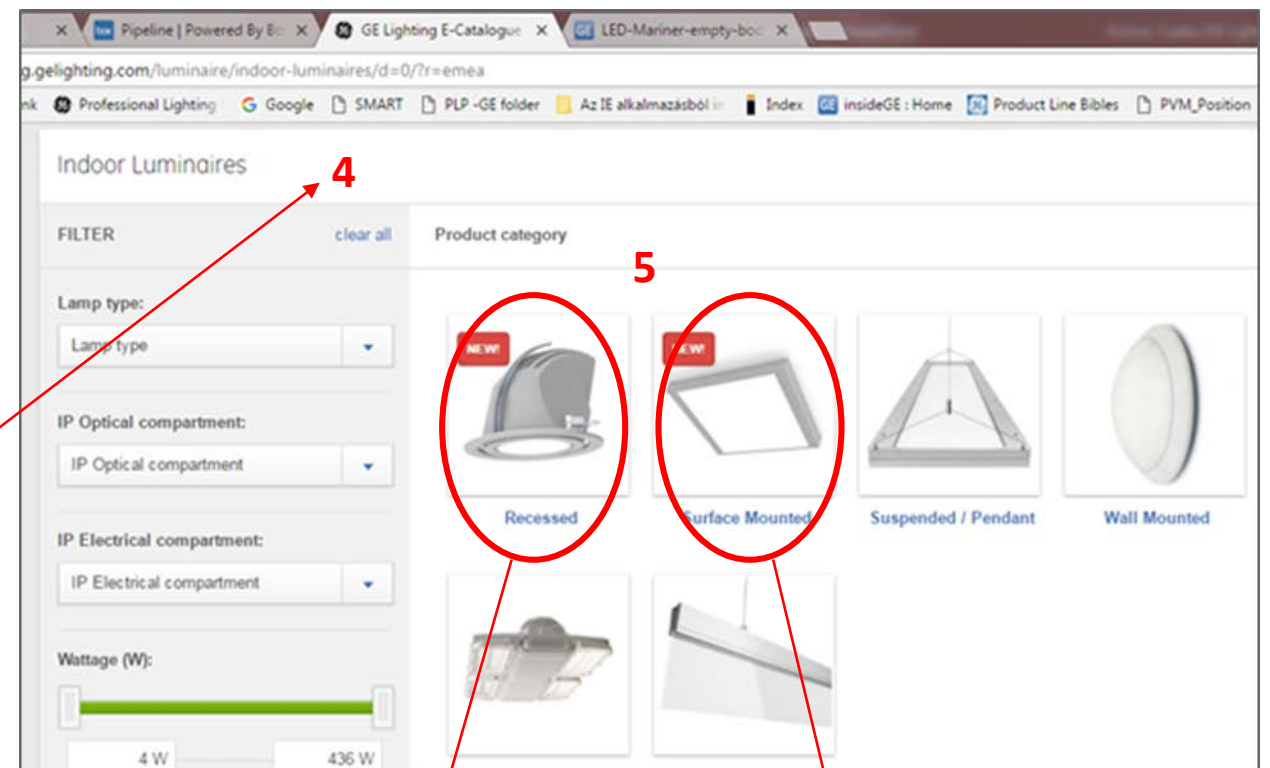 Pipeline | Powered By Bo
GE Lighting E-Catalogue
LED-Mariner-empty-boo
g.gelighting.com/luminaire/indoor-luminaires/d=0/?r=emea
nk
Professional Lighting
Google
SMART
PLP -GE folder
Az IE alkalmazásból in
Index
insideGE : Home
Product Line Bibles
PVM_Position
Indoor Luminaires
4
FILTER
clear all
Product category
5
Lamp type:
Lamp type
IP Optical compartment:
IP Optical compartment
IP Electrical compartment:
IP Electrical compartment
Wattage (W):
4 W
436 W
NEW!
NEW!
Recessed
Surface Mounted
Suspended / Pendant
Wall Mounted